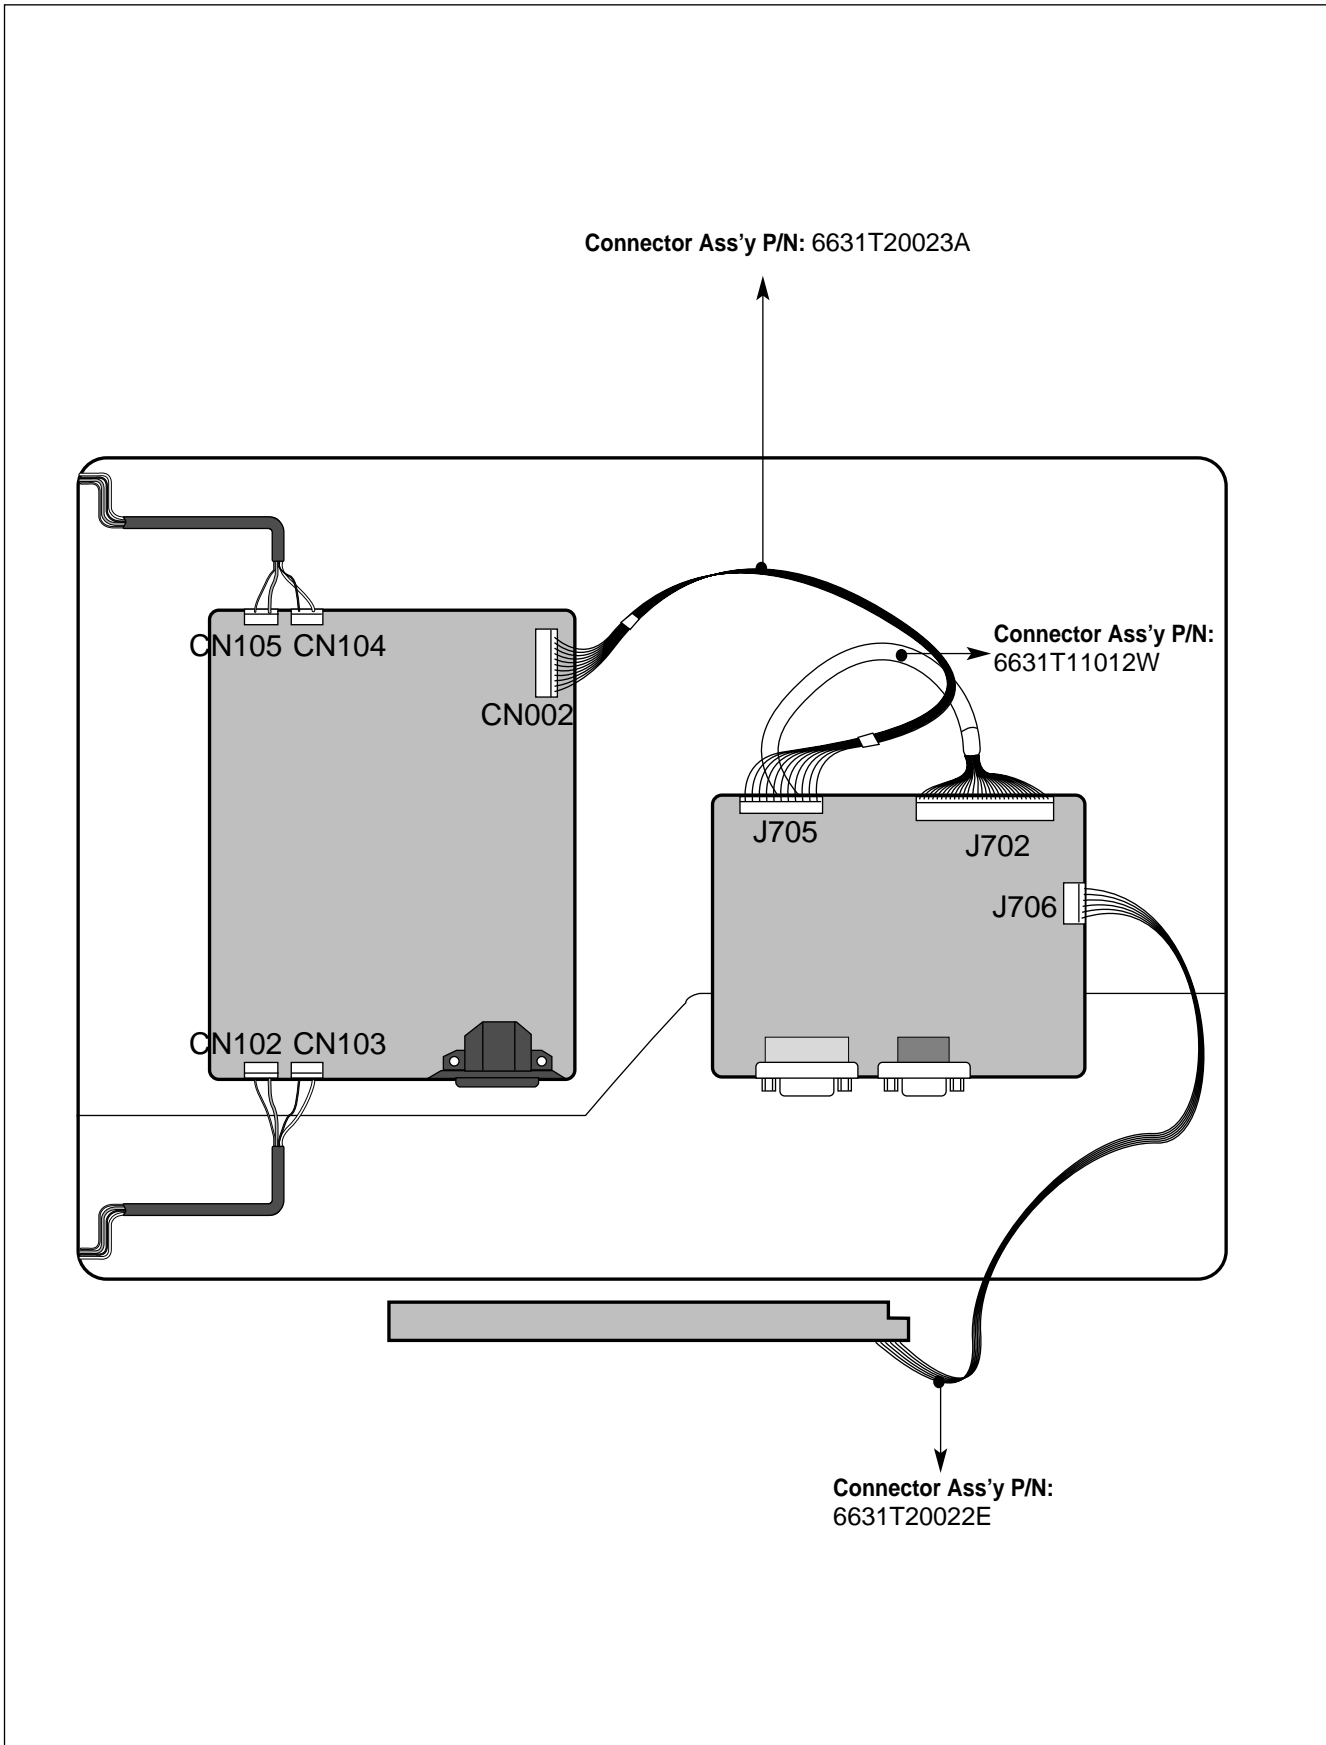 Connector Ass’y P/N: 6631T20023A
Connector Ass’y P/N:
6631T11012W
CN105 CN104
CN002
J705
J702
J706
CN102 CN103
Connector Ass’y P/N:
6631T20022E